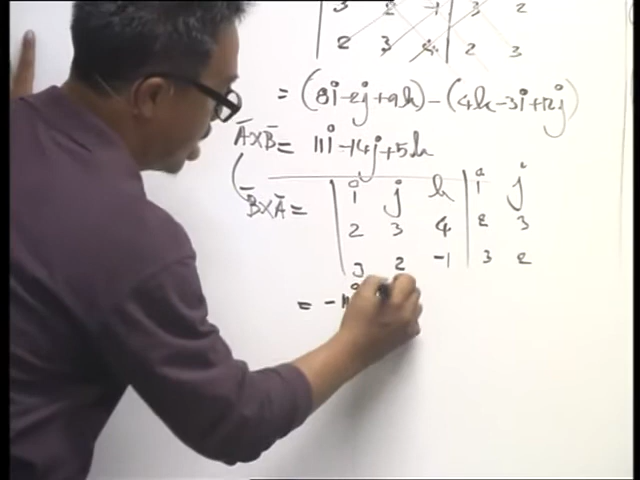 3 2 -1 3 2
2 3 4 2 3
= (8i-2j+9k) - (4k-3i+12j)
A̅×B̅ = 11i-14j+5k
B̅×A̅ = i j k i j
2 3 4 2 3
3 2 -1 3 2
= -11